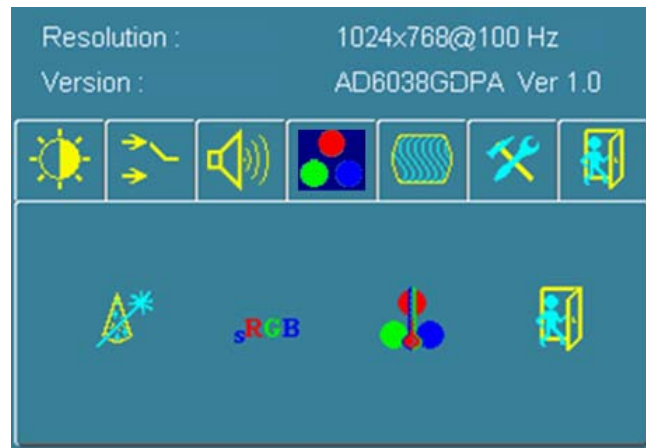 Resolution : 1024x768@100 Hz
Version : AD6038GDPA Ver 1.0
sRGB